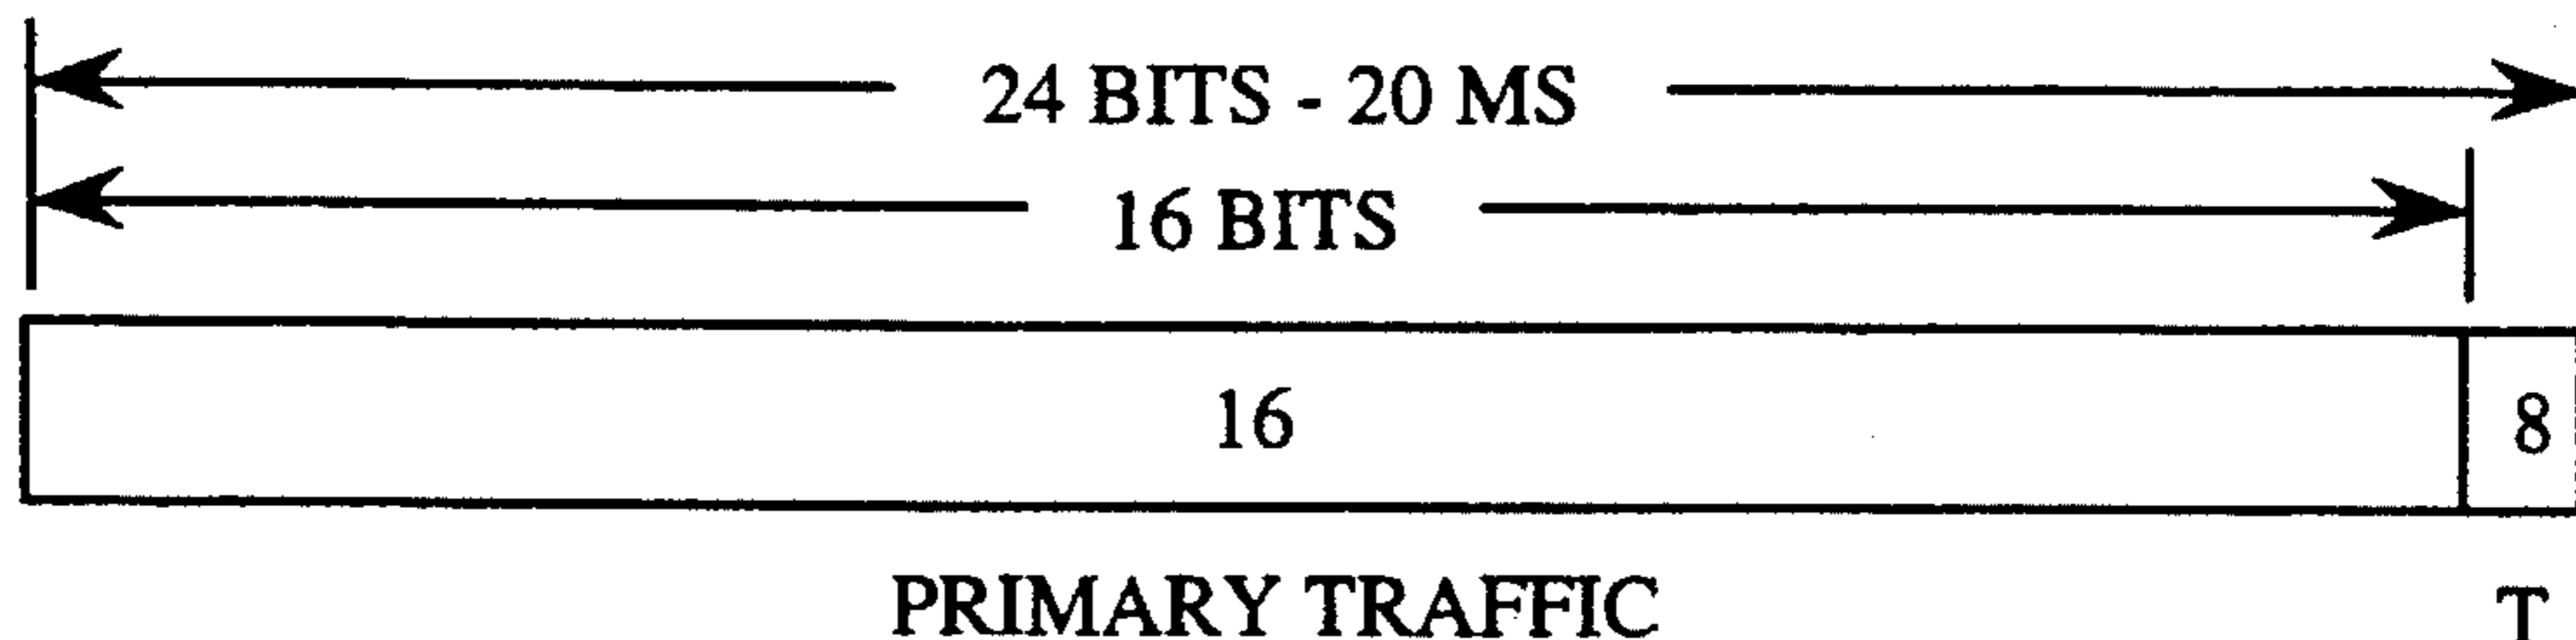 24 BITS - 20 MS
16 BITS
16 8
PRIMARY TRAFFIC T